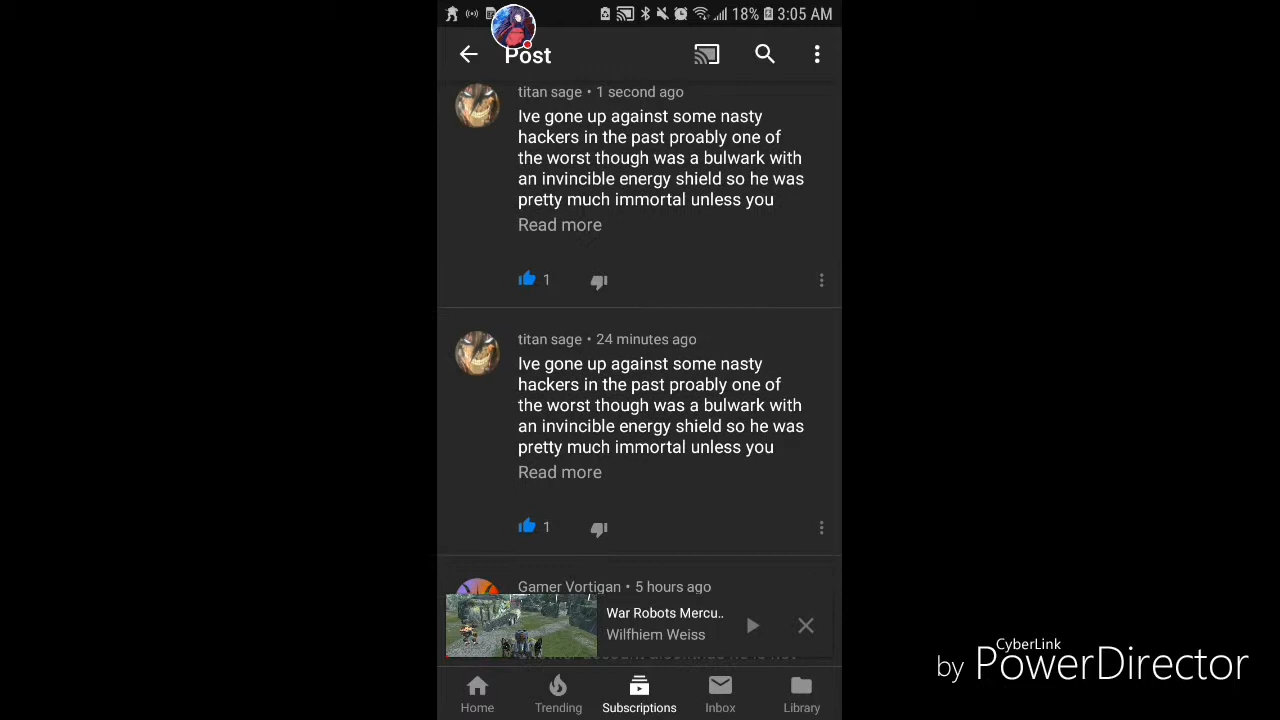 18% 3:05 AM
Post
titan sage • 1 second ago
Ive gone up against some nasty
hackers in the past proably one of
the worst though was a bulwark with
an invincible energy shield so he was
pretty much immortal unless you
Read more
1
titan sage • 24 minutes ago
Ive gone up against some nasty
hackers in the past proably one of
the worst though was a bulwark with
an invincible energy shield so he was
pretty much immortal unless you
Read more
1
Gamer Vortigan • 5 hours ago
War Robots Mercu..
Wilfhiem Weiss
Home Trending Subscriptions Inbox Library
CyberLink
by PowerDirector